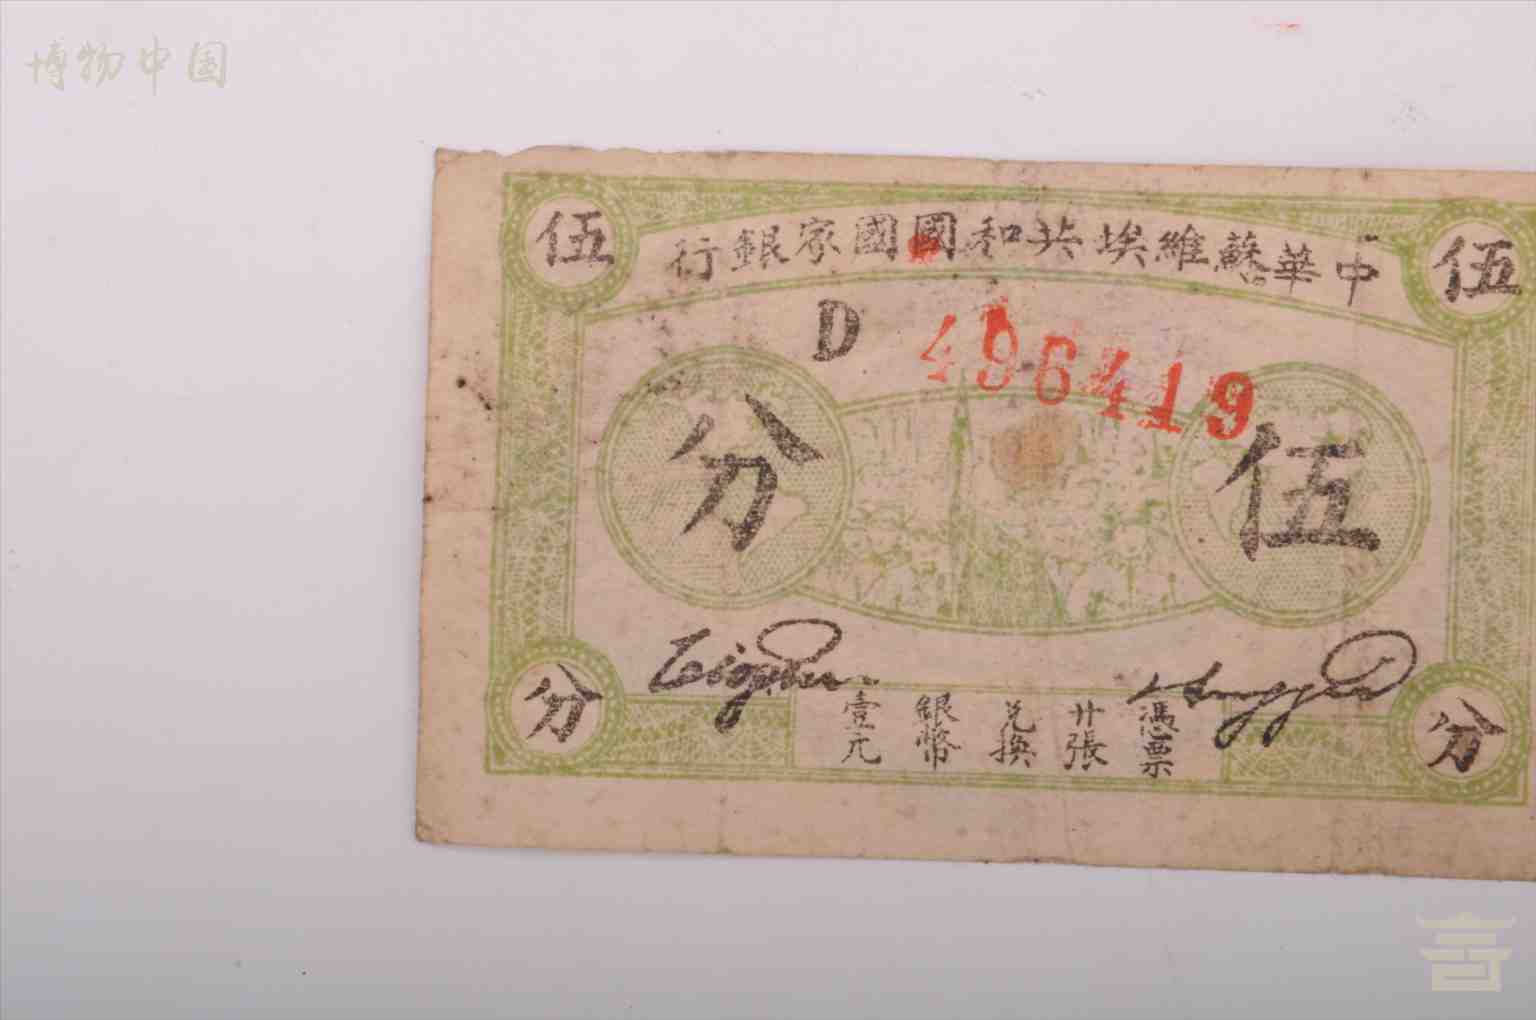 博物中国
伍 中華蘇維埃共和國國家銀行 伍
D 496419
伍分
分 憑票廿張兑換銀幣壹元 分